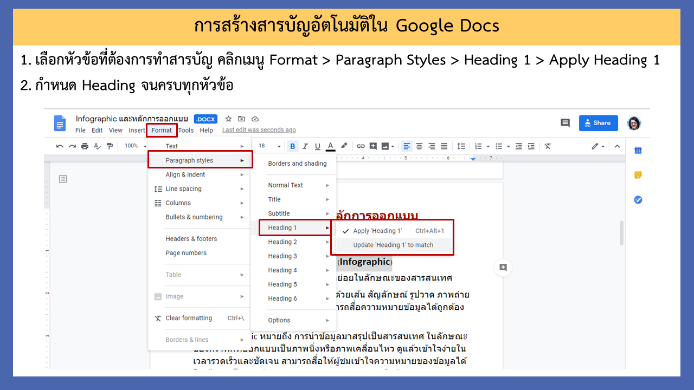 การสร้างสารบัญอัตโนมัติใน Google Docs
1. เลือกหัวข้อที่ต้องการทำสารบัญ คลิกเมนู Format > Paragraph Styles > Heading 1 > Apply Heading 1
2. กำหนด Heading จนครบทุกหัวข้อ
Infographic และหลักการออกแบบ .DOCX
Share
File Edit View Insert Format Tools Help Last edit was seconds ago
100% 18 B I U A
Text
Paragraph styles
Align & indent
Line spacing
Columns
Bullets & numbering
Headers & footers
Page numbers
Table
Image
Clear formatting Ctrl+\
Borders & lines
Borders and shading
Normal Text
Title
Subtitle
Heading 1
Heading 2
Heading 3
Heading 4
Heading 5
Heading 6
Options
Apply 'Heading 1' Ctrl+Alt+1
Update 'Heading 1' to match
หลักการออกแบบ
Infographic
ย่อยในลักษณะของสารสนเทศ
ด้วยเส้น สัญลักษณ์ รูปวาด ภาพถ่าย
ารถสื่อความหมายข้อมูลได้ถูกต้อง
ic หมายถึง การนำข้อมูลมาสรุปเป็นสารสนเทศ ในลักษณะ
เป็นภาพนิ่งหรือภาพเคลื่อนไหว ดูแล้วเข้าใจง่ายใน
เวลารวดเร็วและชัดเจน สามารถสื่อให้ผู้ชมเข้าใจความหมายของข้อมูลได้